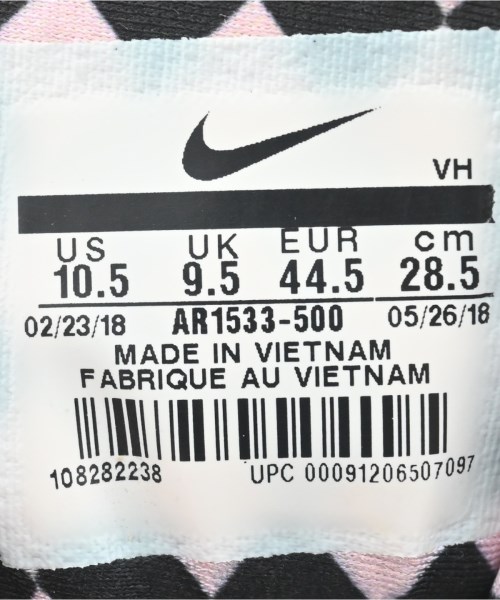 VH
US UK EUR cm
10.5 9.5 44.5 28.5
02/23/18 AR1533-500 05/26/18
MADE IN VIETNAM
FABRIQUE AU VIETNAM
108282238 UPC 00091206507097